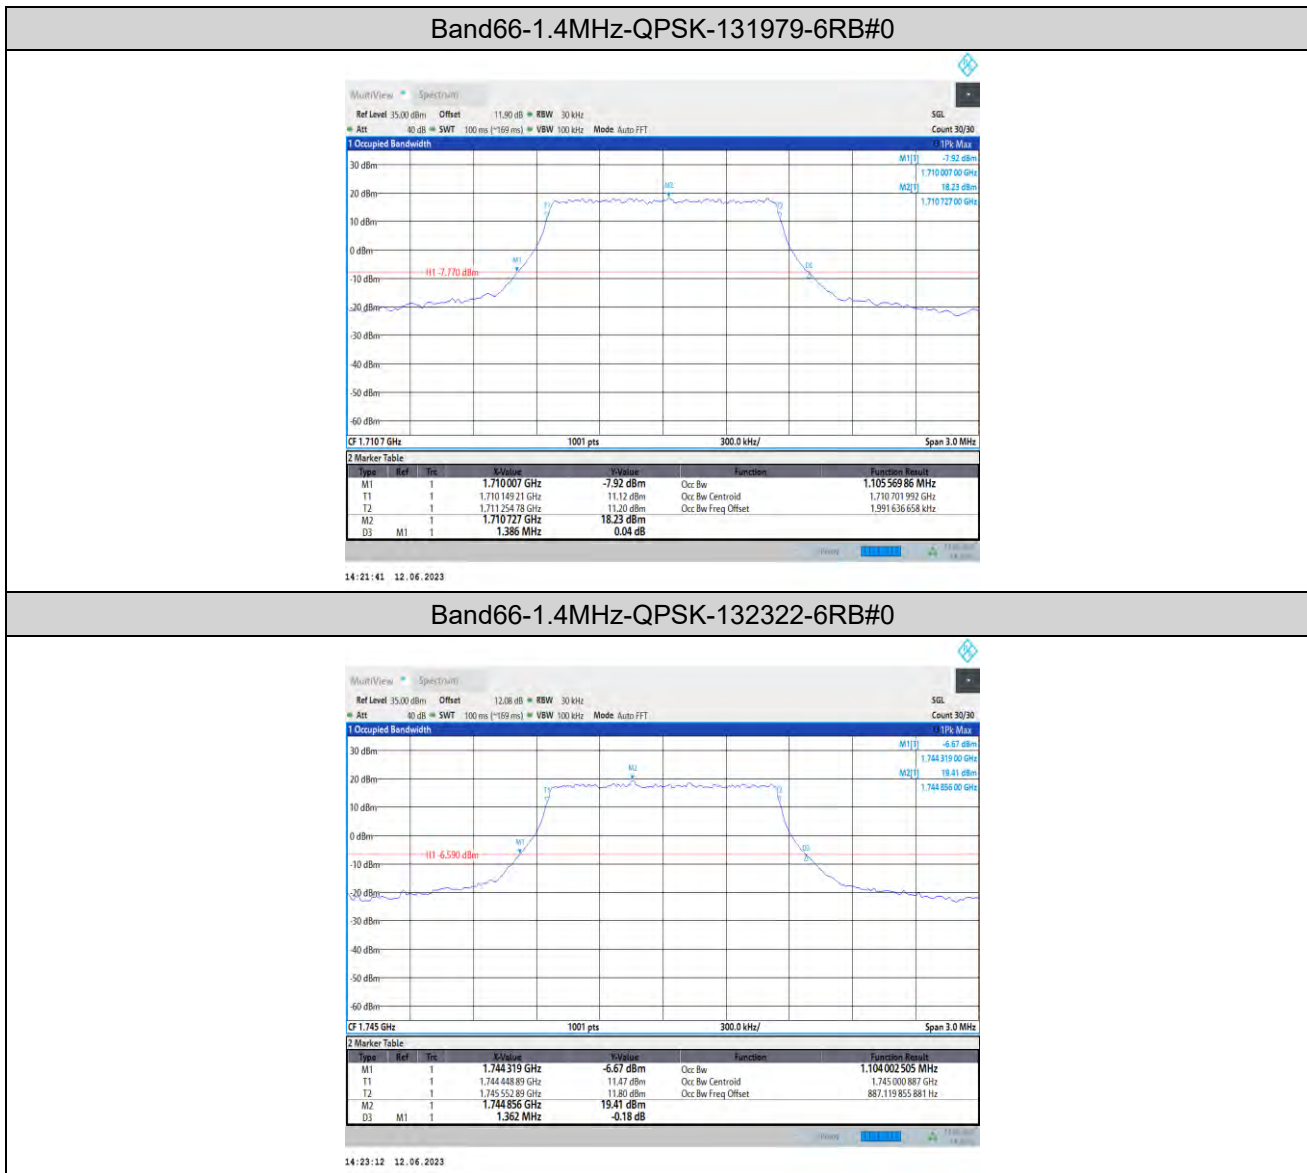 Band66-1.4MHz-QPSK-131979-6RB#0
MultiView Spectrum
Ref Level 35.00 dBm Offset 11.90 dB RBW 30 kHz SGL
Att 40 dB SWT 100 ms (~169 ms) VBW 100 kHz Mode Auto FFT Count 30/30
1 Occupied Bandwidth 1Pk Max
M1[1] -7.92 dBm
30 dBm
1.710 007 00 GHz
M2[1] 18.23 dBm
20 dBm
M2
1.710 727 00 GHz
T1 T2
10 dBm
0 dBm
M1 D3
H1 -7.770 dBm
-10 dBm
-20 dBm
-30 dBm
-40 dBm
-50 dBm
-60 dBm
CF 1.7107 GHz 1001 pts 300.0 kHz/ Span 3.0 MHz
2 Marker Table
Type Ref Trc X-Value Y-Value Function Function Result
M1 1 1.710007 GHz -7.92 dBm Occ Bw 1.105 569 86 MHz
T1 1 1.710 149 21 GHz 11.12 dBm Occ Bw Centroid 1.710 701 992 GHz
T2 1 1.711 254 78 GHz 11.20 dBm Occ Bw Freq Offset 1.991 636 658 kHz
M2 1 1.710727 GHz 18.23 dBm
D3 M1 1 1.386 MHz 0.04 dB
14:21:41 12.06.2023
Band66-1.4MHz-QPSK-132322-6RB#0
MultiView Spectrum
Ref Level 35.00 dBm Offset 12.08 dB RBW 30 kHz SGL
Att 40 dB SWT 100 ms (~169 ms) VBW 100 kHz Mode Auto FFT Count 30/30
1 Occupied Bandwidth 1Pk Max
M1[1] -6.67 dBm
30 dBm
1.744 319 00 GHz
M2
M2[1] 19.41 dBm
20 dBm
1.744 856 00 GHz
T1 T2
10 dBm
0 dBm
M1 D3
H1 -6.590 dBm
-10 dBm
-20 dBm
-30 dBm
-40 dBm
-50 dBm
-60 dBm
CF 1.745 GHz 1001 pts 300.0 kHz/ Span 3.0 MHz
2 Marker Table
Type Ref Trc X-Value Y-Value Function Function Result
M1 1 1.744319 GHz -6.67 dBm Occ Bw 1.104 002 505 MHz
T1 1 1.744 448 89 GHz 11.47 dBm Occ Bw Centroid 1.745 000 887 GHz
T2 1 1.745 552 89 GHz 11.80 dBm Occ Bw Freq Offset 887.119 855 881 Hz
M2 1 1.744856 GHz 19.41 dBm
D3 M1 1 1.362 MHz -0.18 dB
14:23:12 12.06.2023